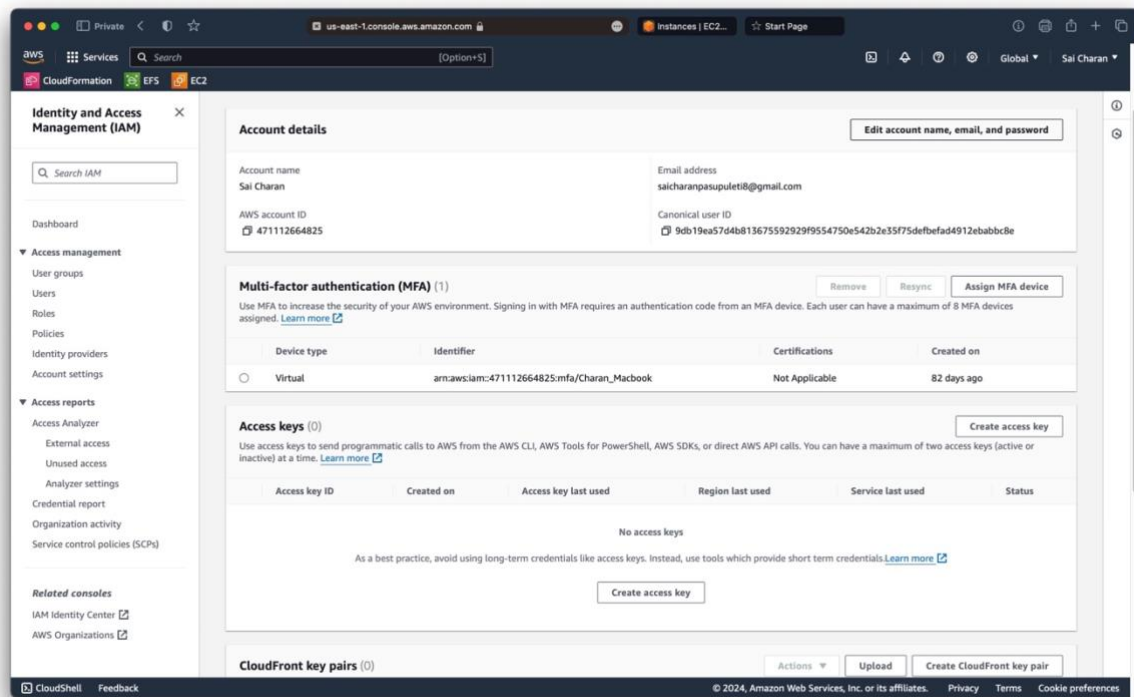 Private
us-east-1.console.aws.amazon.com
Instances | EC2...
Start Page
aws
Services
Search
[Option+S]
Global
Sai Charan
CloudFormation
EFS
EC2
Identity and Access
Management (IAM)
Search IAM
Dashboard
Access management
User groups
Users
Roles
Policies
Identity providers
Account settings
Access reports
Access Analyzer
External access
Unused access
Analyzer settings
Credential report
Organization activity
Service control policies (SCPs)
Related consoles
IAM Identity Center
AWS Organizations
Account details
Edit account name, email, and password
Account name
Sai Charan
Email address
saicharanpasupuleti8@gmail.com
AWS account ID
471112664825
Canonical user ID
9db19ea57d4b813675592929f9554750e542b2e35f75defbefad4912ebabbc8e
Multi-factor authentication (MFA) (1)
Remove
Resync
Assign MFA device
Use MFA to increase the security of your AWS environment. Signing in with MFA requires an authentication code from an MFA device. Each user can have a maximum of 8 MFA devices
assigned. Learn more
Device type Identifier Certifications Created on
Virtual arn:aws:iam::471112664825:mfa/Charan_Macbook Not Applicable 82 days ago
Access keys (0)
Create access key
Use access keys to send programmatic calls to AWS from the AWS CLI, AWS Tools for PowerShell, AWS SDKs, or direct AWS API calls. You can have a maximum of two access keys (active or
inactive) at a time. Learn more
Access key ID Created on Access key last used Region last used Service last used Status
No access keys
As a best practice, avoid using long-term credentials like access keys. Instead, use tools which provide short term credentials.Learn more
Create access key
CloudFront key pairs (0)
Actions
Upload
Create CloudFront key pair
CloudShell
Feedback
© 2024, Amazon Web Services, Inc. or its affiliates.
Privacy
Terms
Cookie preferences